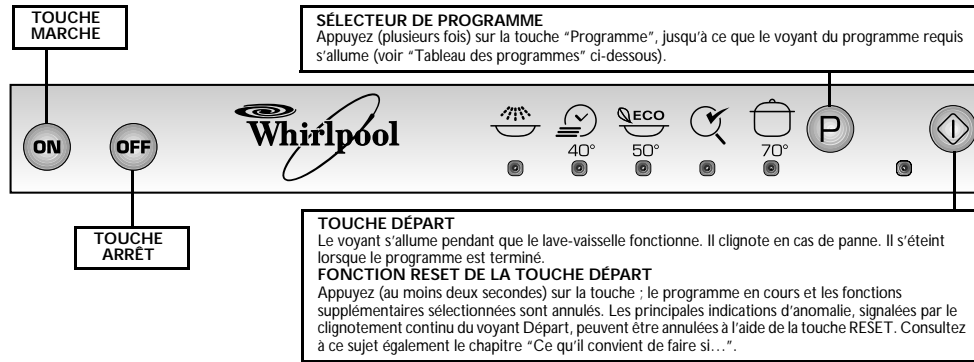 TOUCHE
MARCHE
SÉLECTEUR DE PROGRAMME
Appuyez (plusieurs fois) sur la touche “Programme”, jusqu’à ce que le voyant du programme requis
s’allume (voir “Tableau des programmes” ci-dessous).
ON
OFF
Whirlpool
40°
ECO
50°
70°
P
TOUCHE
ARRÊT
TOUCHE DÉPART
Le voyant s’allume pendant que le lave-vaisselle fonctionne. Il clignote en cas de panne. Il s’éteint
lorsque le programme est terminé.
FONCTION RESET DE LA TOUCHE DÉPART
Appuyez (au moins deux secondes) sur la touche ; le programme en cours et les fonctions
supplémentaires sélectionnées sont annulés. Les principales indications d’anomalie, signalées par le
clignotement continu du voyant Départ, peuvent être annulées à l’aide de la touche RESET. Consultez
à ce sujet également le chapitre “Ce qu’il convient de faire si…”.